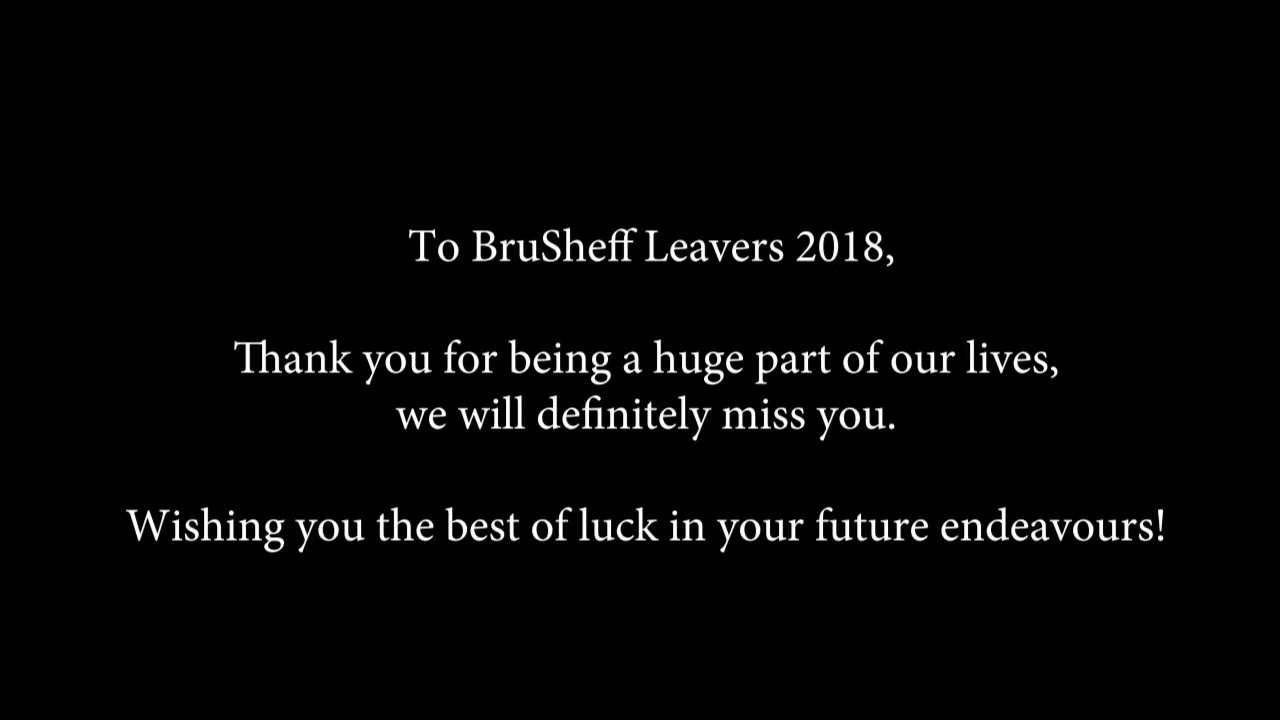 To BruSheff Leavers 2018,
Thank you for being a huge part of our lives,
we will definitely miss you.
Wishing you the best of luck in your future endeavours!